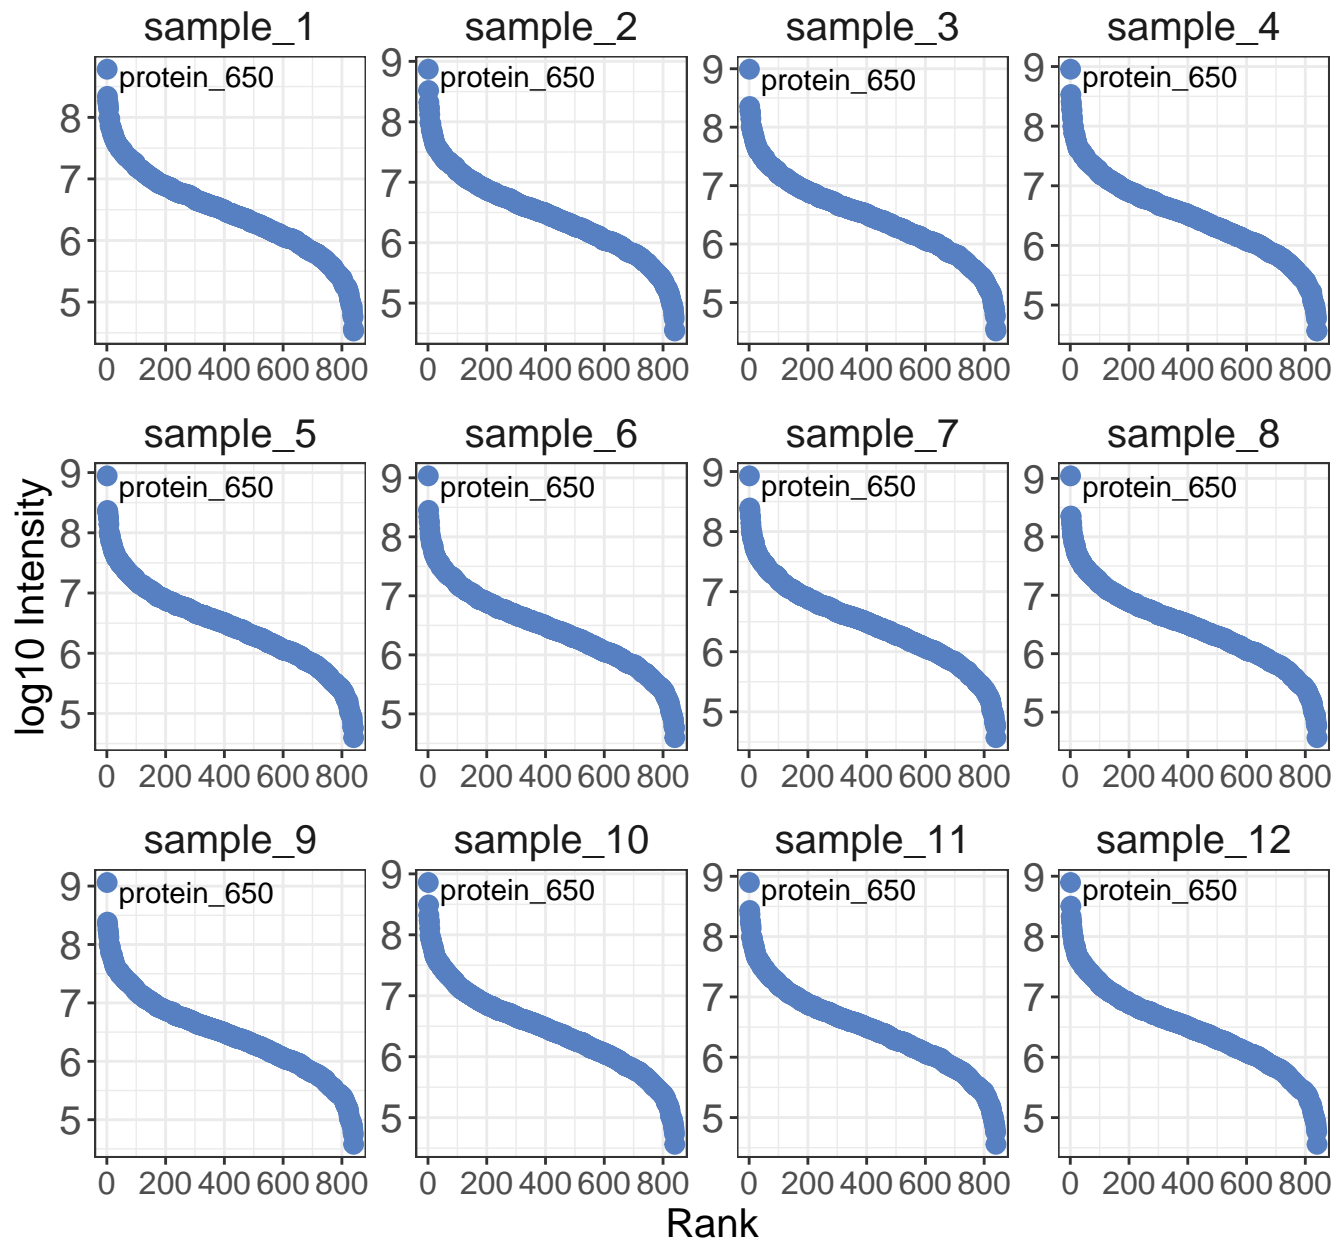 sample_1 sample_2 sample_3 sample_4
protein_650 protein_650 protein_650 protein_650
8 7 6 5
9 8 7 6 5
9 8 7 6 5
9 8 7 6 5
0 200 400 600 800 0 200 400 600 800 0 200 400 600 800 0 200 400 600 800
sample_5 sample_6 sample_7 sample_8
protein_650 protein_650 protein_650 protein_650
9 8 7 6 5
9 8 7 6 5
9 8 7 6 5
9 8 7 6 5
0 200 400 600 800 0 200 400 600 800 0 200 400 600 800 0 200 400 600 800
log10 Intensity
sample_9 sample_10 sample_11 sample_12
protein_650 protein_650 protein_650 protein_650
9 8 7 6 5
9 8 7 6 5
9 8 7 6 5
9 8 7 6 5
0 200 400 600 800 0 200 400 600 800 0 200 400 600 800 0 200 400 600 800
Rank